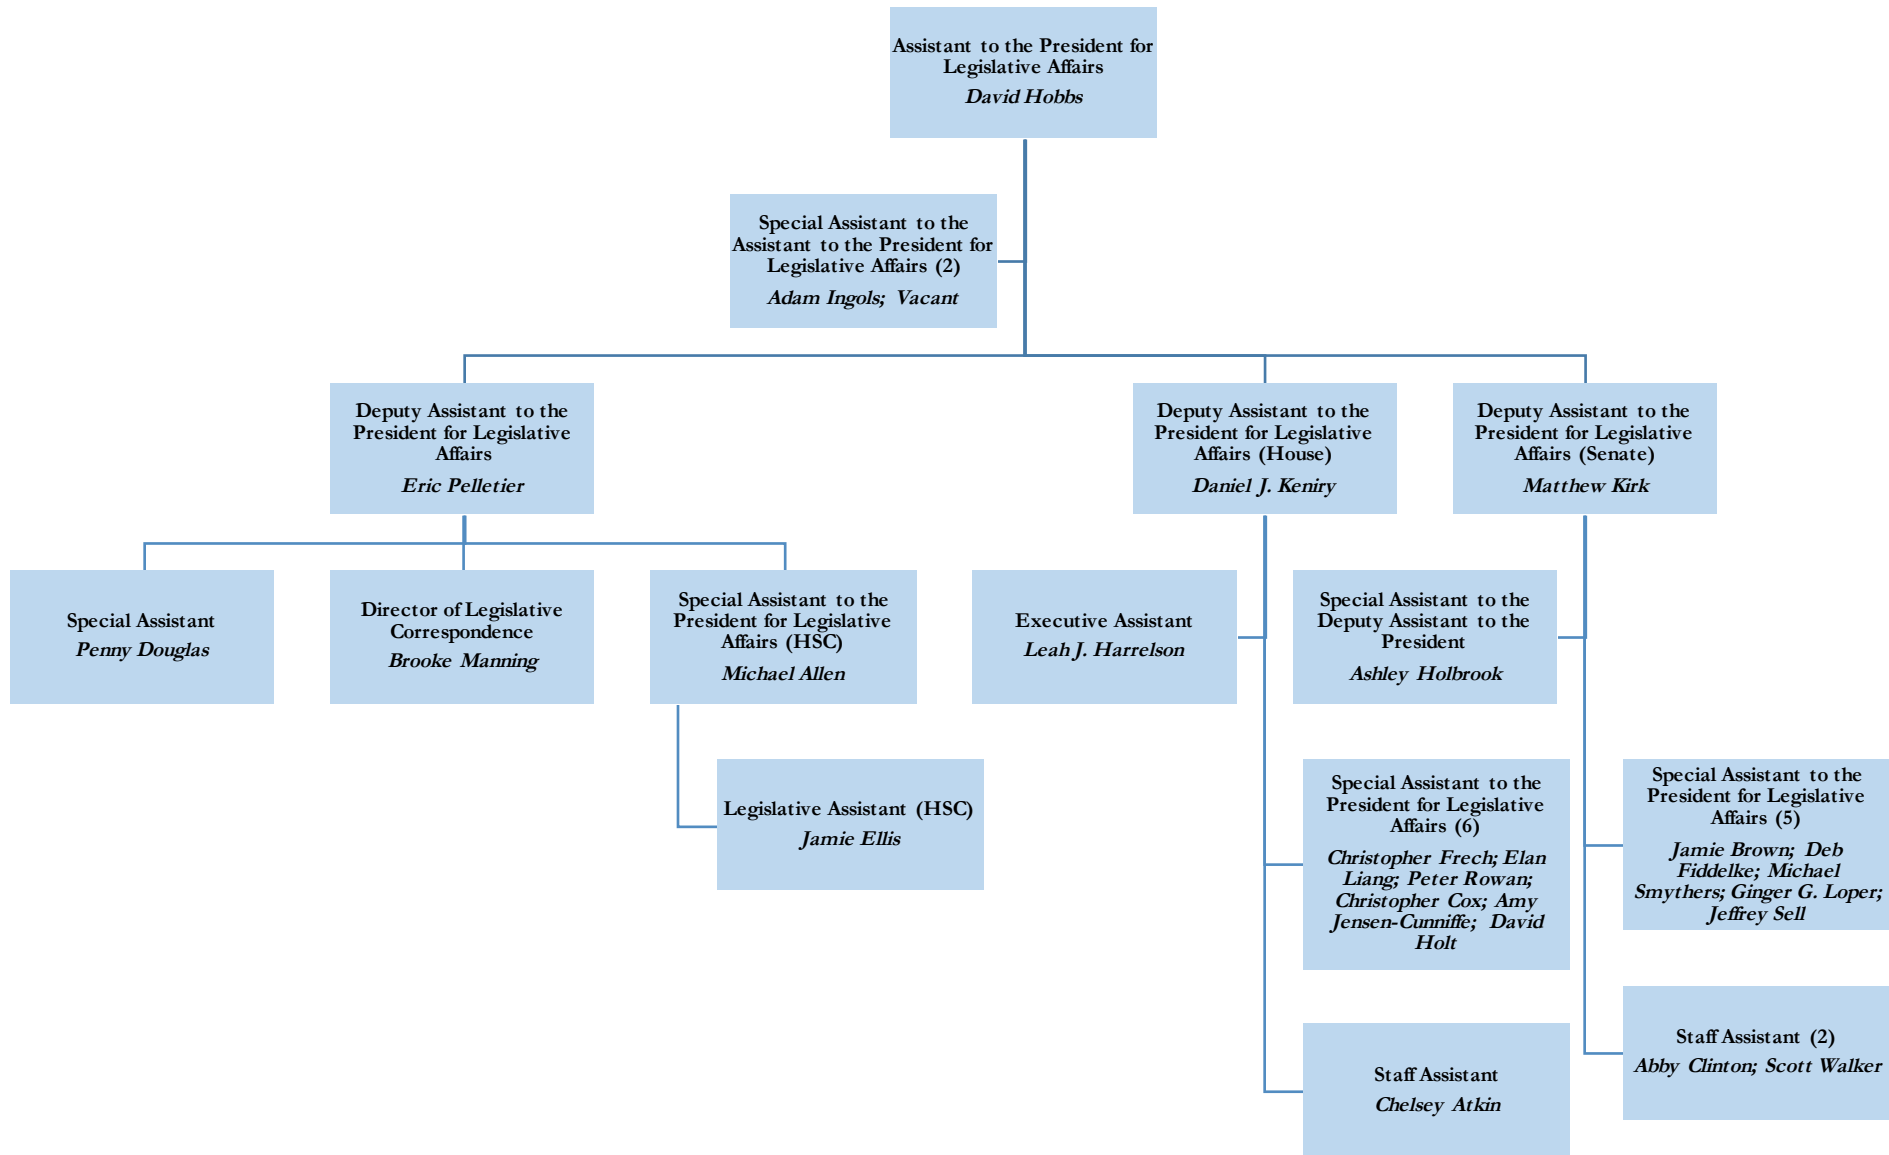 Assistant to the President for
Legislative Affairs
David Hobbs
Special Assistant to the
Assistant to the President for
Legislative Affairs (2)
Adam Ingols; Vacant
Deputy Assistant to the
President for Legislative
Affairs
Eric Pelletier
Deputy Assistant to the
President for Legislative
Affairs (House)
Daniel J. Keniry
Deputy Assistant to the
President for Legislative
Affairs (Senate)
Matthew Kirk
Special Assistant
Penny Douglas
Director of Legislative
Correspondence
Brooke Manning
Special Assistant to the
President for Legislative
Affairs (HSC)
Michael Allen
Executive Assistant
Leah J. Harrelson
Special Assistant to the
Deputy Assistant to the
President
Ashley Holbrook
Legislative Assistant (HSC)
Jamie Ellis
Special Assistant to the
President for Legislative
Affairs (6)
Christopher Frech; Elan
Liang; Peter Rowan;
Christopher Cox; Amy
Jensen-Cunniffe; David
Holt
Special Assistant to the
President for Legislative
Affairs (5)
Jamie Brown; Deb
Fiddelke; Michael
Smythers; Ginger G. Loper;
Jeffrey Sell
Staff Assistant
Chelsey Atkin
Staff Assistant (2)
Abby Clinton; Scott Walker